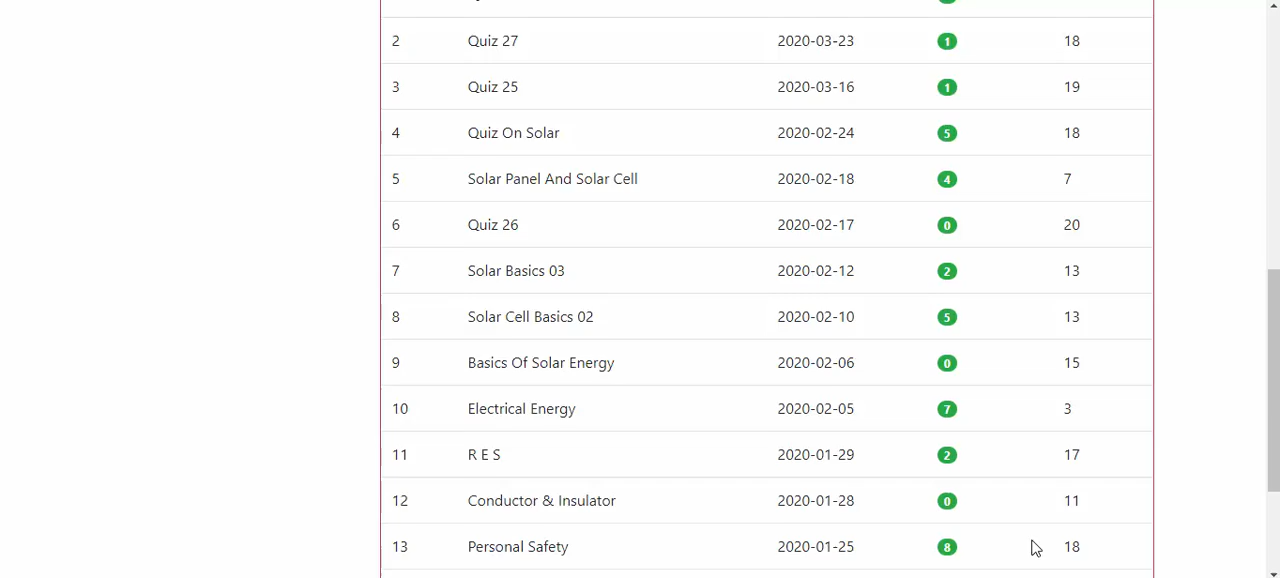 2 Quiz 27 2020-03-23 1 18
3 Quiz 25 2020-03-16 1 19
4 Quiz On Solar 2020-02-24 5 18
5 Solar Panel And Solar Cell 2020-02-18 4 7
6 Quiz 26 2020-02-17 0 20
7 Solar Basics 03 2020-02-12 2 13
8 Solar Cell Basics 02 2020-02-10 5 13
9 Basics Of Solar Energy 2020-02-06 0 15
10 Electrical Energy 2020-02-05 7 3
11 R E S 2020-01-29 2 17
12 Conductor & Insulator 2020-01-28 0 11
13 Personal Safety 2020-01-25 8 18